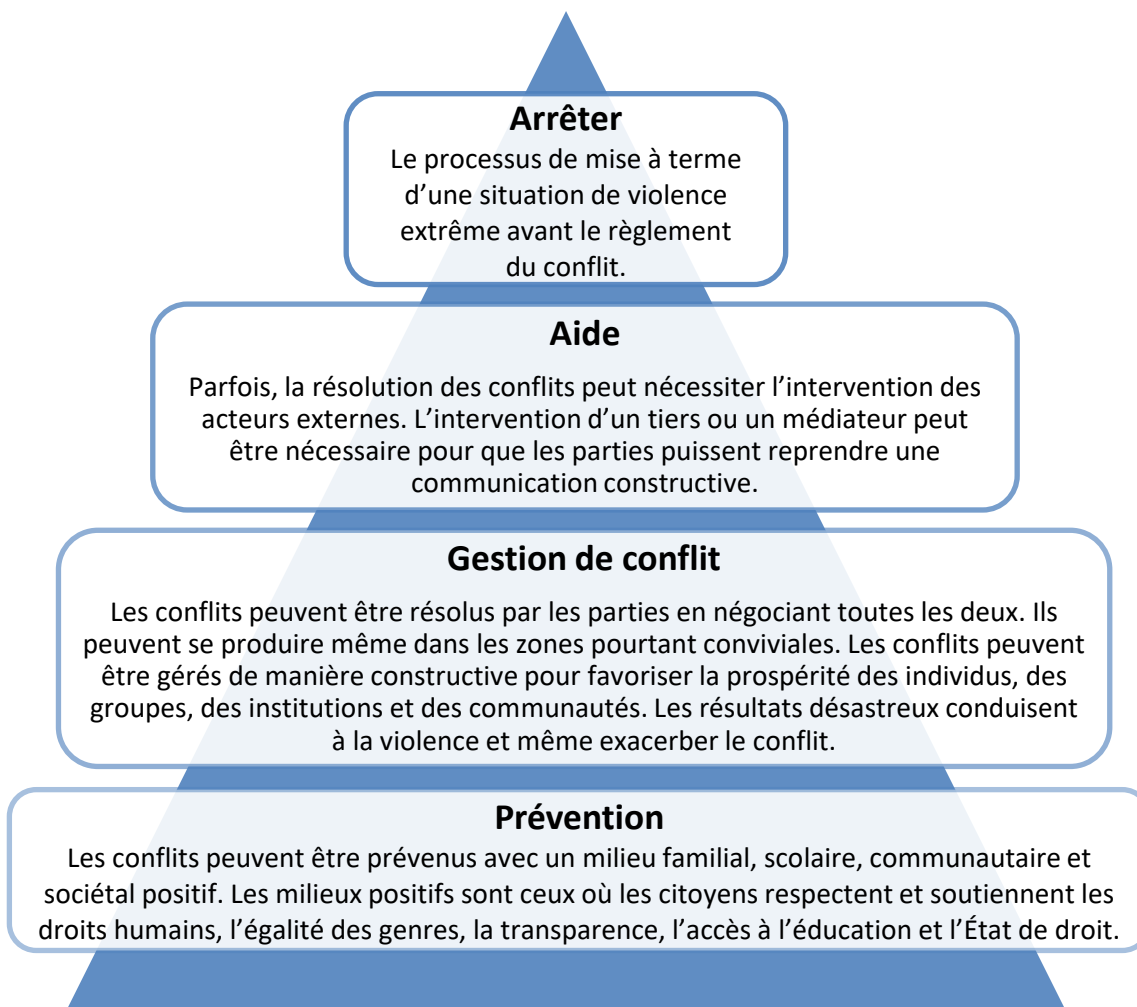 Arrêter
Le processus de mise à terme
d’une situation de violence
extrême avant le règlement
du conflit.
Aide
Parfois, la résolution des conflits peut nécessiter l’intervention des
acteurs externes. L’intervention d’un tiers ou un médiateur peut
être nécessaire pour que les parties puissent reprendre une
communication constructive.
Gestion de conflit
Les conflits peuvent être résolus par les parties en négociant toutes les deux. Ils
peuvent se produire même dans les zones pourtant conviviales. Les conflits peuvent
être gérés de manière constructive pour favoriser la prospérité des individus, des
groupes, des institutions et des communautés. Les résultats désastreux conduisent
à la violence et même exacerber le conflit.
Prévention
Les conflits peuvent être prévenus avec un milieu familial, scolaire, communautaire et
sociétal positif. Les milieux positifs sont ceux où les citoyens respectent et soutiennent les
droits humains, l’égalité des genres, la transparence, l’accès à l’éducation et l’État de droit.